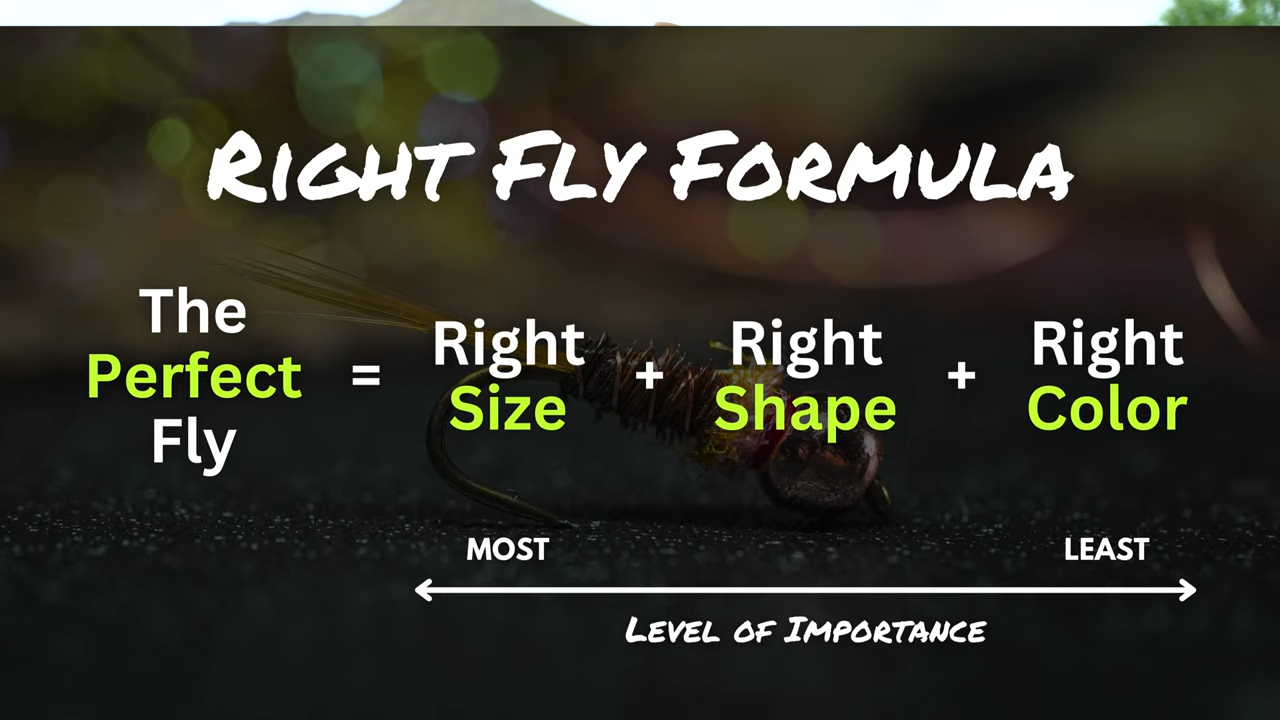 RIGHT FLY FORMULA
The
Perfect
Fly
=
Right
Size
+
Right
Shape
+
Right
Color
MOST
LEAST
LEVEL OF IMPORTANCE